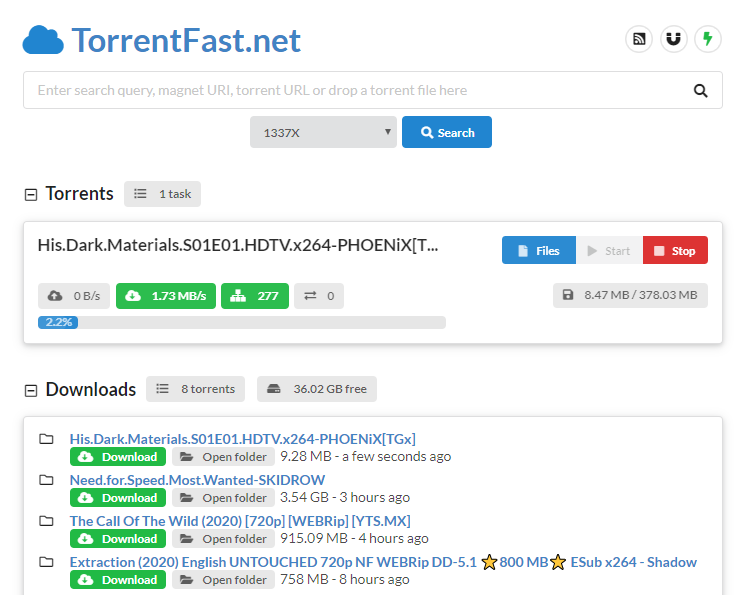 TorrentFast.net
Enter search query, magnet URI, torrent URL or drop a torrent file here
1337X
Search
Torrents
1 task
His.Dark.Materials.S01E01.HDTV.x264-PHOENiX[T...
Files
Start
Stop
0 B/s
1.73 MB/s
277
0
8.47 MB / 378.03 MB
2.2%
Downloads
8 torrents
36.02 GB free
His.Dark.Materials.S01E01.HDTV.x264-PHOENiX[TGx]
Download Open folder 9.28 MB - a few seconds ago
Need.for.Speed.Most.Wanted-SKIDROW
Download Open folder 3.54 GB - 3 hours ago
The Call Of The Wild (2020) [720p] [WEBRip] [YTS.MX]
Download Open folder 915.09 MB - 4 hours ago
Extraction (2020) English UNTOUCHED 720p NF WEBRip DD-5.1 ⭐800 MB⭐ ESub x264 - Shadow
Download Open folder 758 MB - 8 hours ago